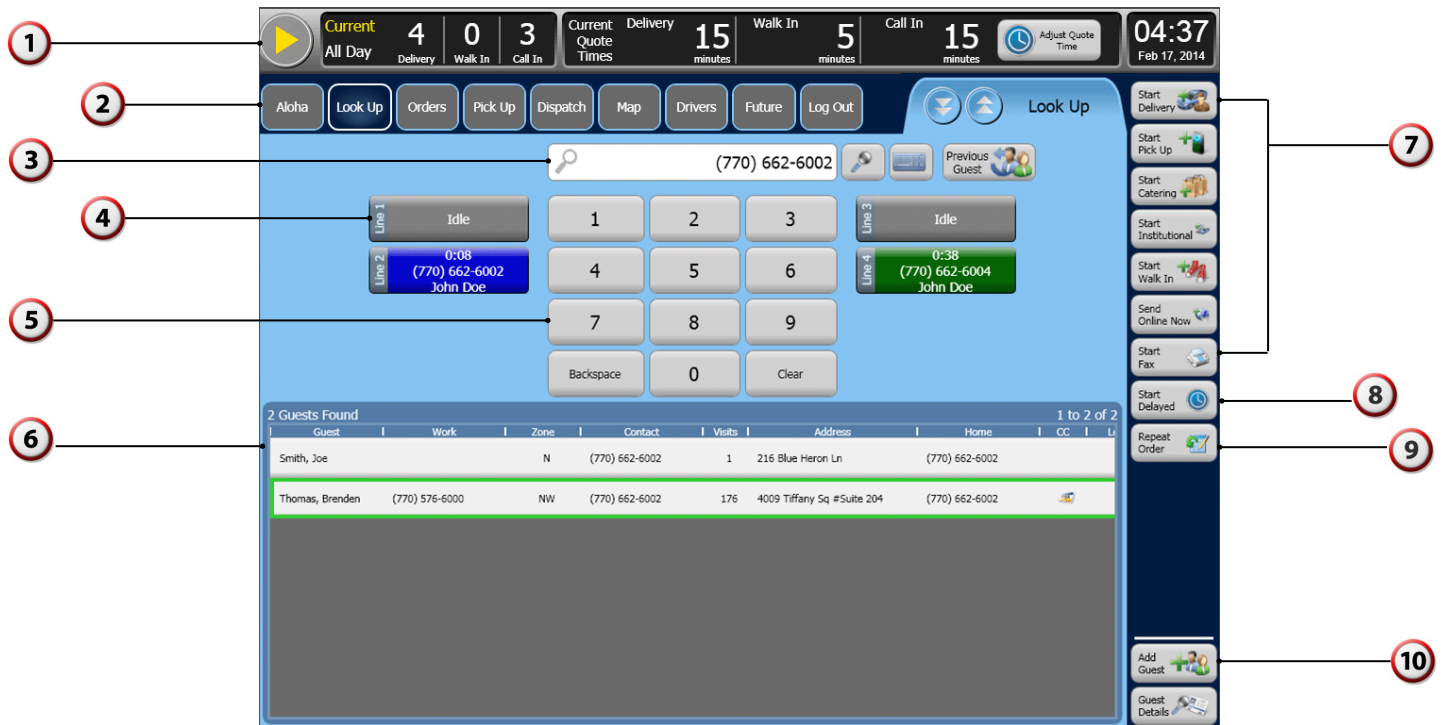 Current
All Day
4
Delivery
0
Walk In
3
Call In
Current
Quote
Times
Delivery
15
minutes
Walk In
5
minutes
Call In
15
minutes
Adjust Quote
Time
04:37
Feb 17, 2014
1
2
3
4
5
6
7
8
9
10
Aloha
Look Up
Orders
Pick Up
Dispatch
Map
Drivers
Future
Log Out
Look Up
(770) 662-6002
Previous
Guest
Line 1
Idle
Line 2
0:08
(770) 662-6002
John Doe
1
2
3
4
5
6
7
8
9
Backspace
0
Clear
Line 3
Idle
Line 4
0:38
(770) 662-6004
John Doe
Start
Delivery
Start
Pick Up
Start
Catering
Start
Institutional
Start
Walk In
Send
Online Now
Start
Fax
Start
Delayed
Repeat
Order
Add
Guest
Guest
Details
2 Guests Found 1 to 2 of 2
Guest Work Zone Contact Visits Address Home CC
Smith, Joe N (770) 662-6002 1 216 Blue Heron Ln (770) 662-6002
Thomas, Brenden (770) 576-6000 NW (770) 662-6002 176 4009 Tiffany Sq #Suite 204 (770) 662-6002